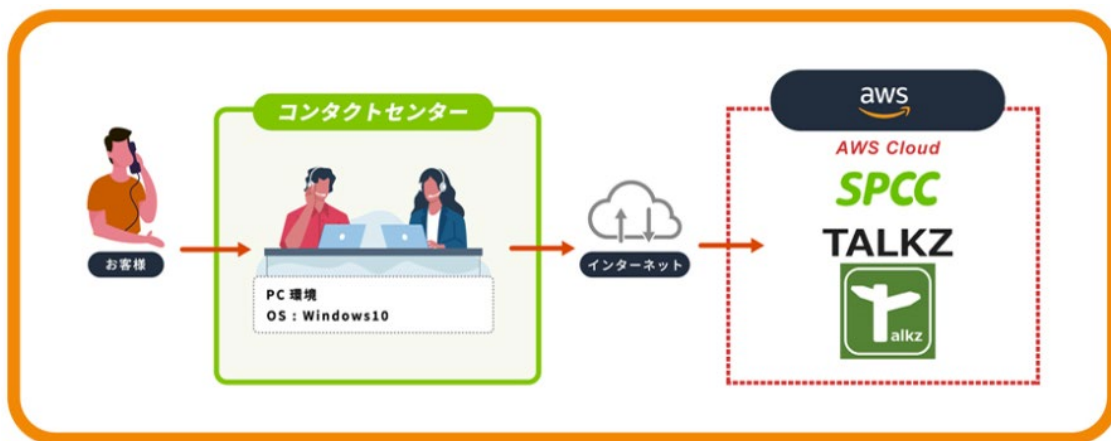 コンタクトセンター
お客様
PC 環境
OS : Windows10
インターネット
aws
AWS Cloud
SPCC
TALKZ
Talkz